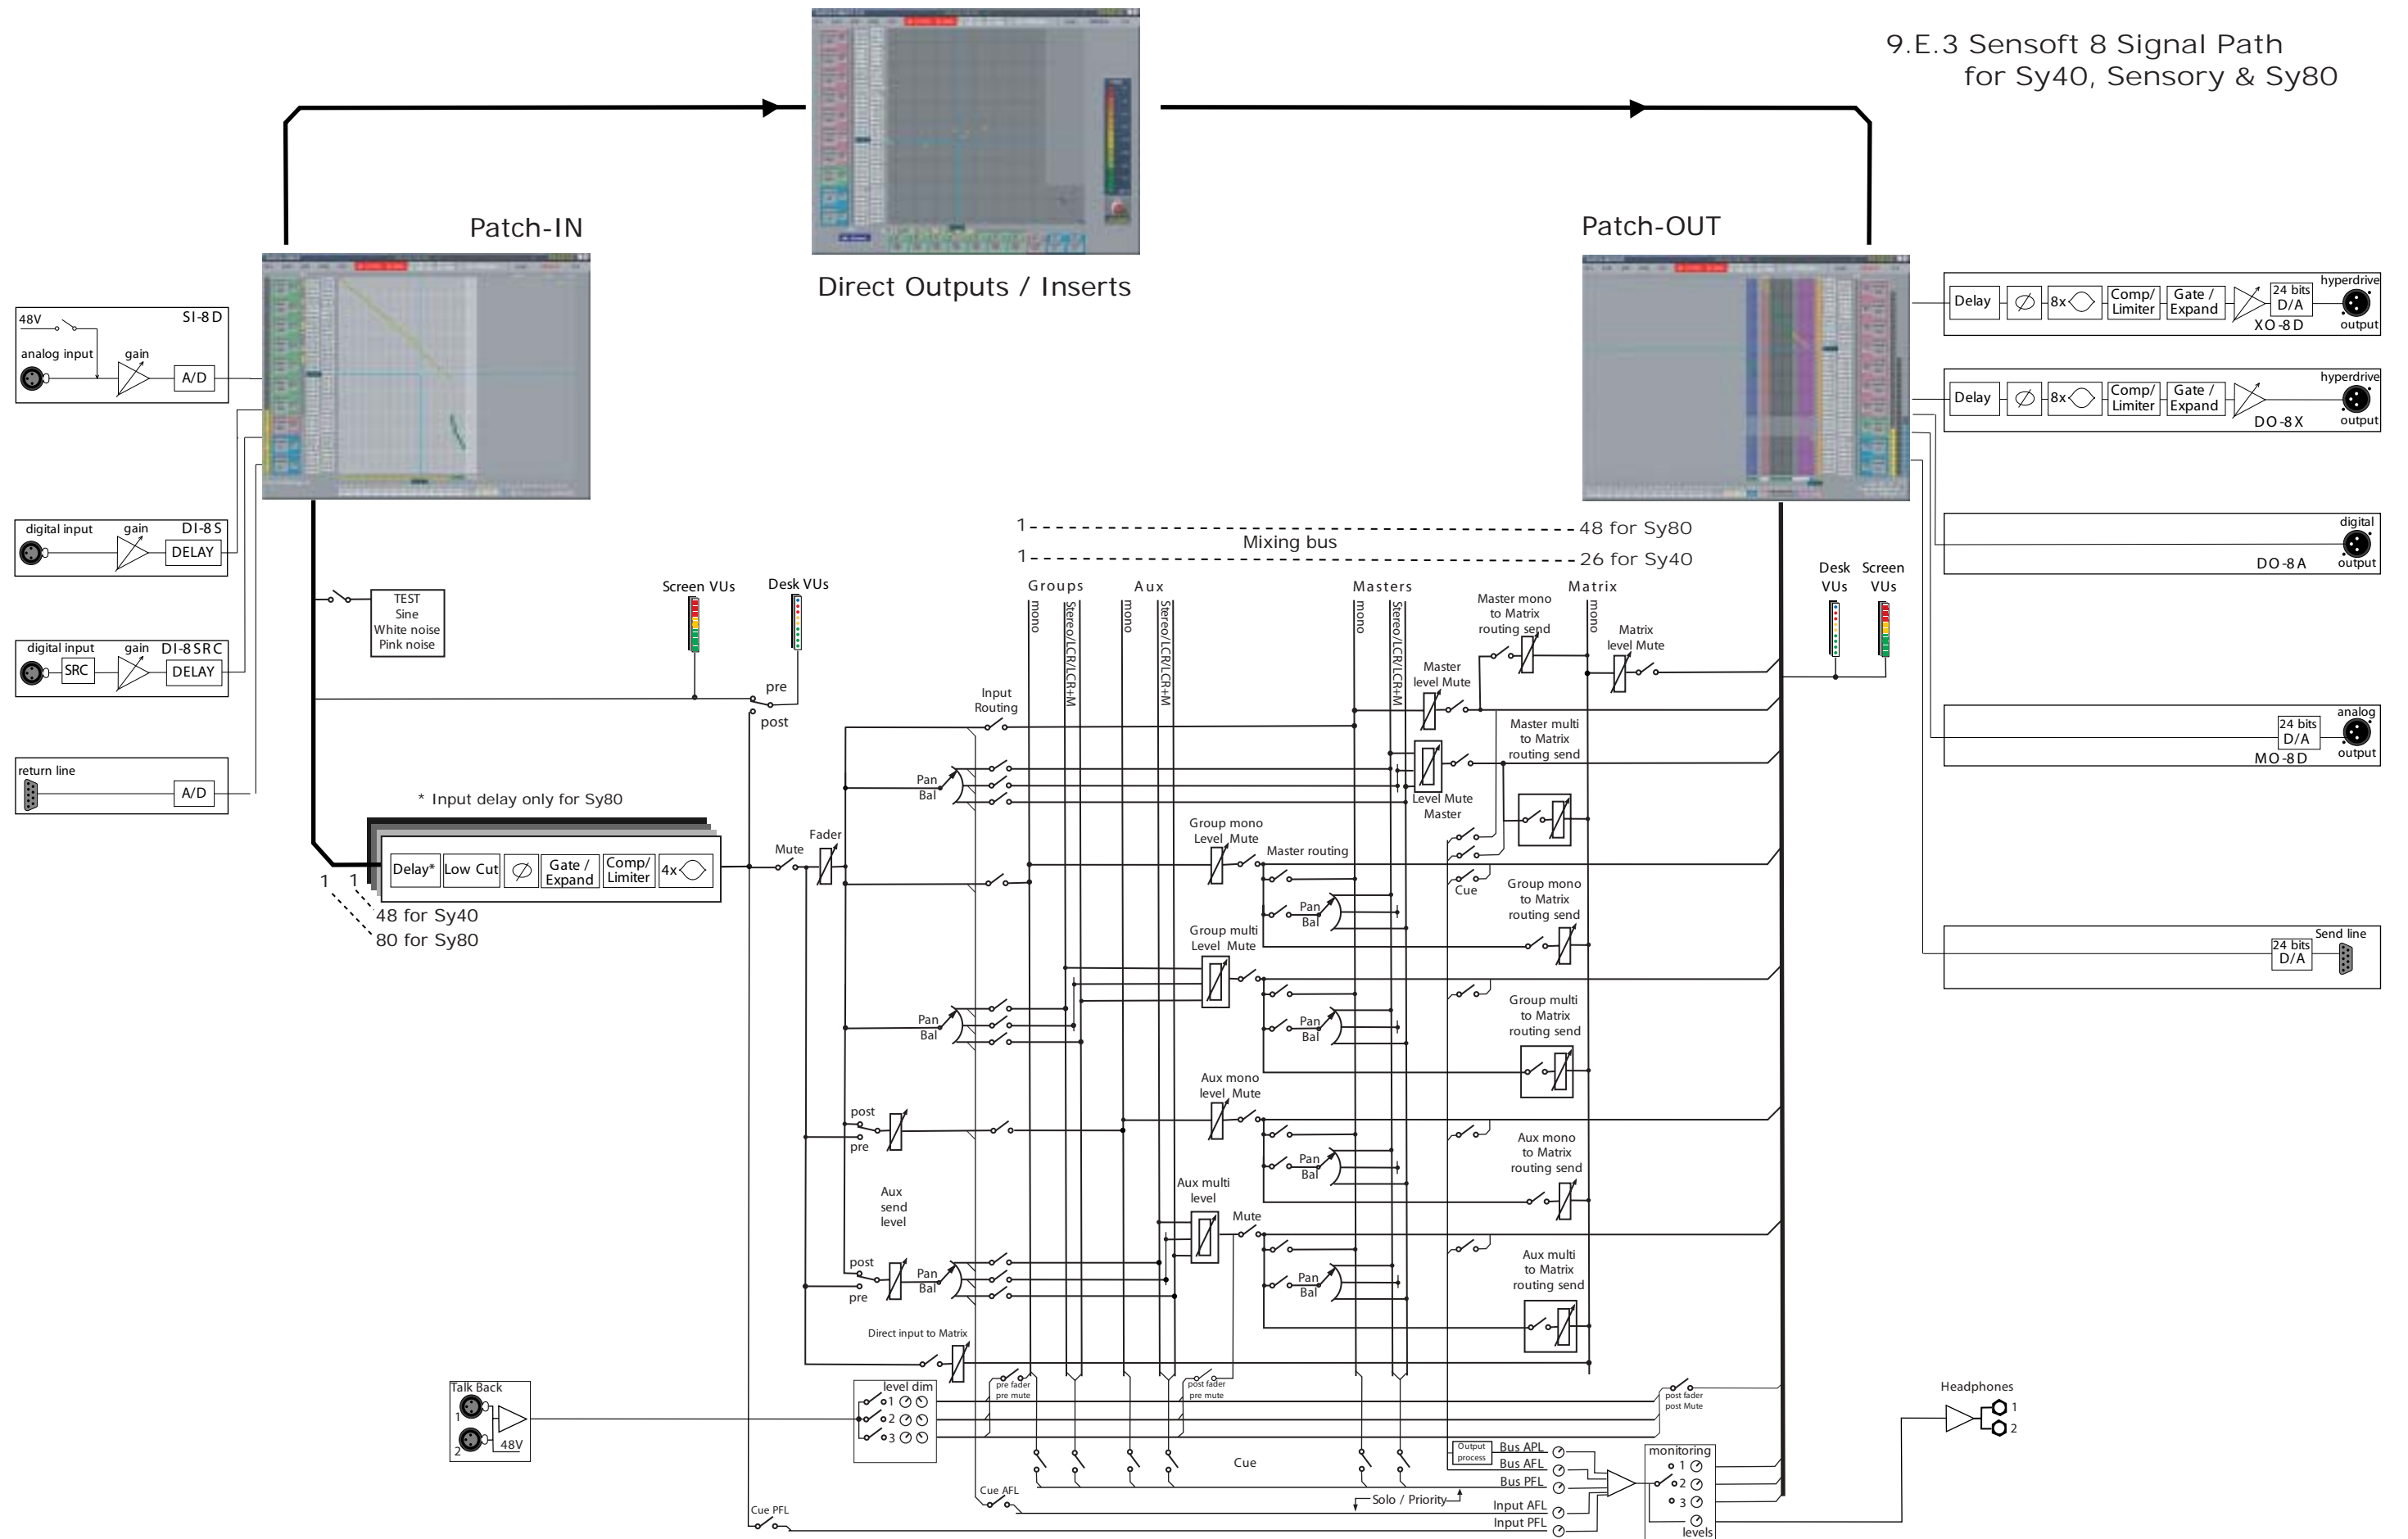 9.E.3 Sensoft 8 Signal Path
for Sy40, Sensory & Sy80
Patch-IN
Direct Outputs / Inserts
Patch-OUT
SI-8D
48V
analog input
gain
A/D
digital input
gain
DI-8S
DELAY
digital input
gain
DI-8SRC
SRC
DELAY
return line
A/D
TEST
Sine
White noise
Pink noise
Screen VUs
Desk VUs
pre
post
* Input delay only for Sy80
Delay*
Low Cut
Gate /
Expand
Comp/
Limiter
4x
1
1
48 for Sy40
80 for Sy80
Mute
Fader
1
48 for Sy80
Mixing bus
1
26 for Sy40
Groups
Aux
Masters
Matrix
mono
Stereo/LCR/LCR+M
mono
Stereo/LCR/LCR+M
mono
Stereo/LCR/LCR+M
mono
Input
Routing
Master mono
to Matrix
routing send
Matrix
level Mute
Master
level Mute
Master multi
to Matrix
routing send
Level Mute
Master
Pan
Bal
Group mono
Level Mute
Master routing
Cue
Group mono
to Matrix
routing send
Pan
Bal
Group multi
Level Mute
Pan
Bal
Pan
Bal
Group multi
to Matrix
routing send
Aux mono
level Mute
post
pre
Pan
Bal
Aux mono
to Matrix
routing send
Aux
send
level
Aux multi
level
Mute
post
pre
Pan
Bal
Pan
Bal
Aux multi
to Matrix
routing send
Direct input to Matrix
Talk Back
1
2
48V
level dim
1
2
3
pre fader
pre mute
post fader
pre mute
post fader
post Mute
Cue
Output
process
Bus APL
Bus AFL
Bus PFL
Solo / Priority
Input AFL
Input PFL
Cue AFL
Cue PFL
monitoring
1
2
3
levels
Headphones
1
2
Desk
VUs
Screen
VUs
Delay
8x
Comp/
Limiter
Gate /
Expand
24 bits
D/A
XO-8D
hyperdrive
output
Delay
8x
Comp/
Limiter
Gate /
Expand
DO-8X
hyperdrive
output
digital
output
DO-8A
24 bits
D/A
MO-8D
analog
output
24 bits
D/A
Send line